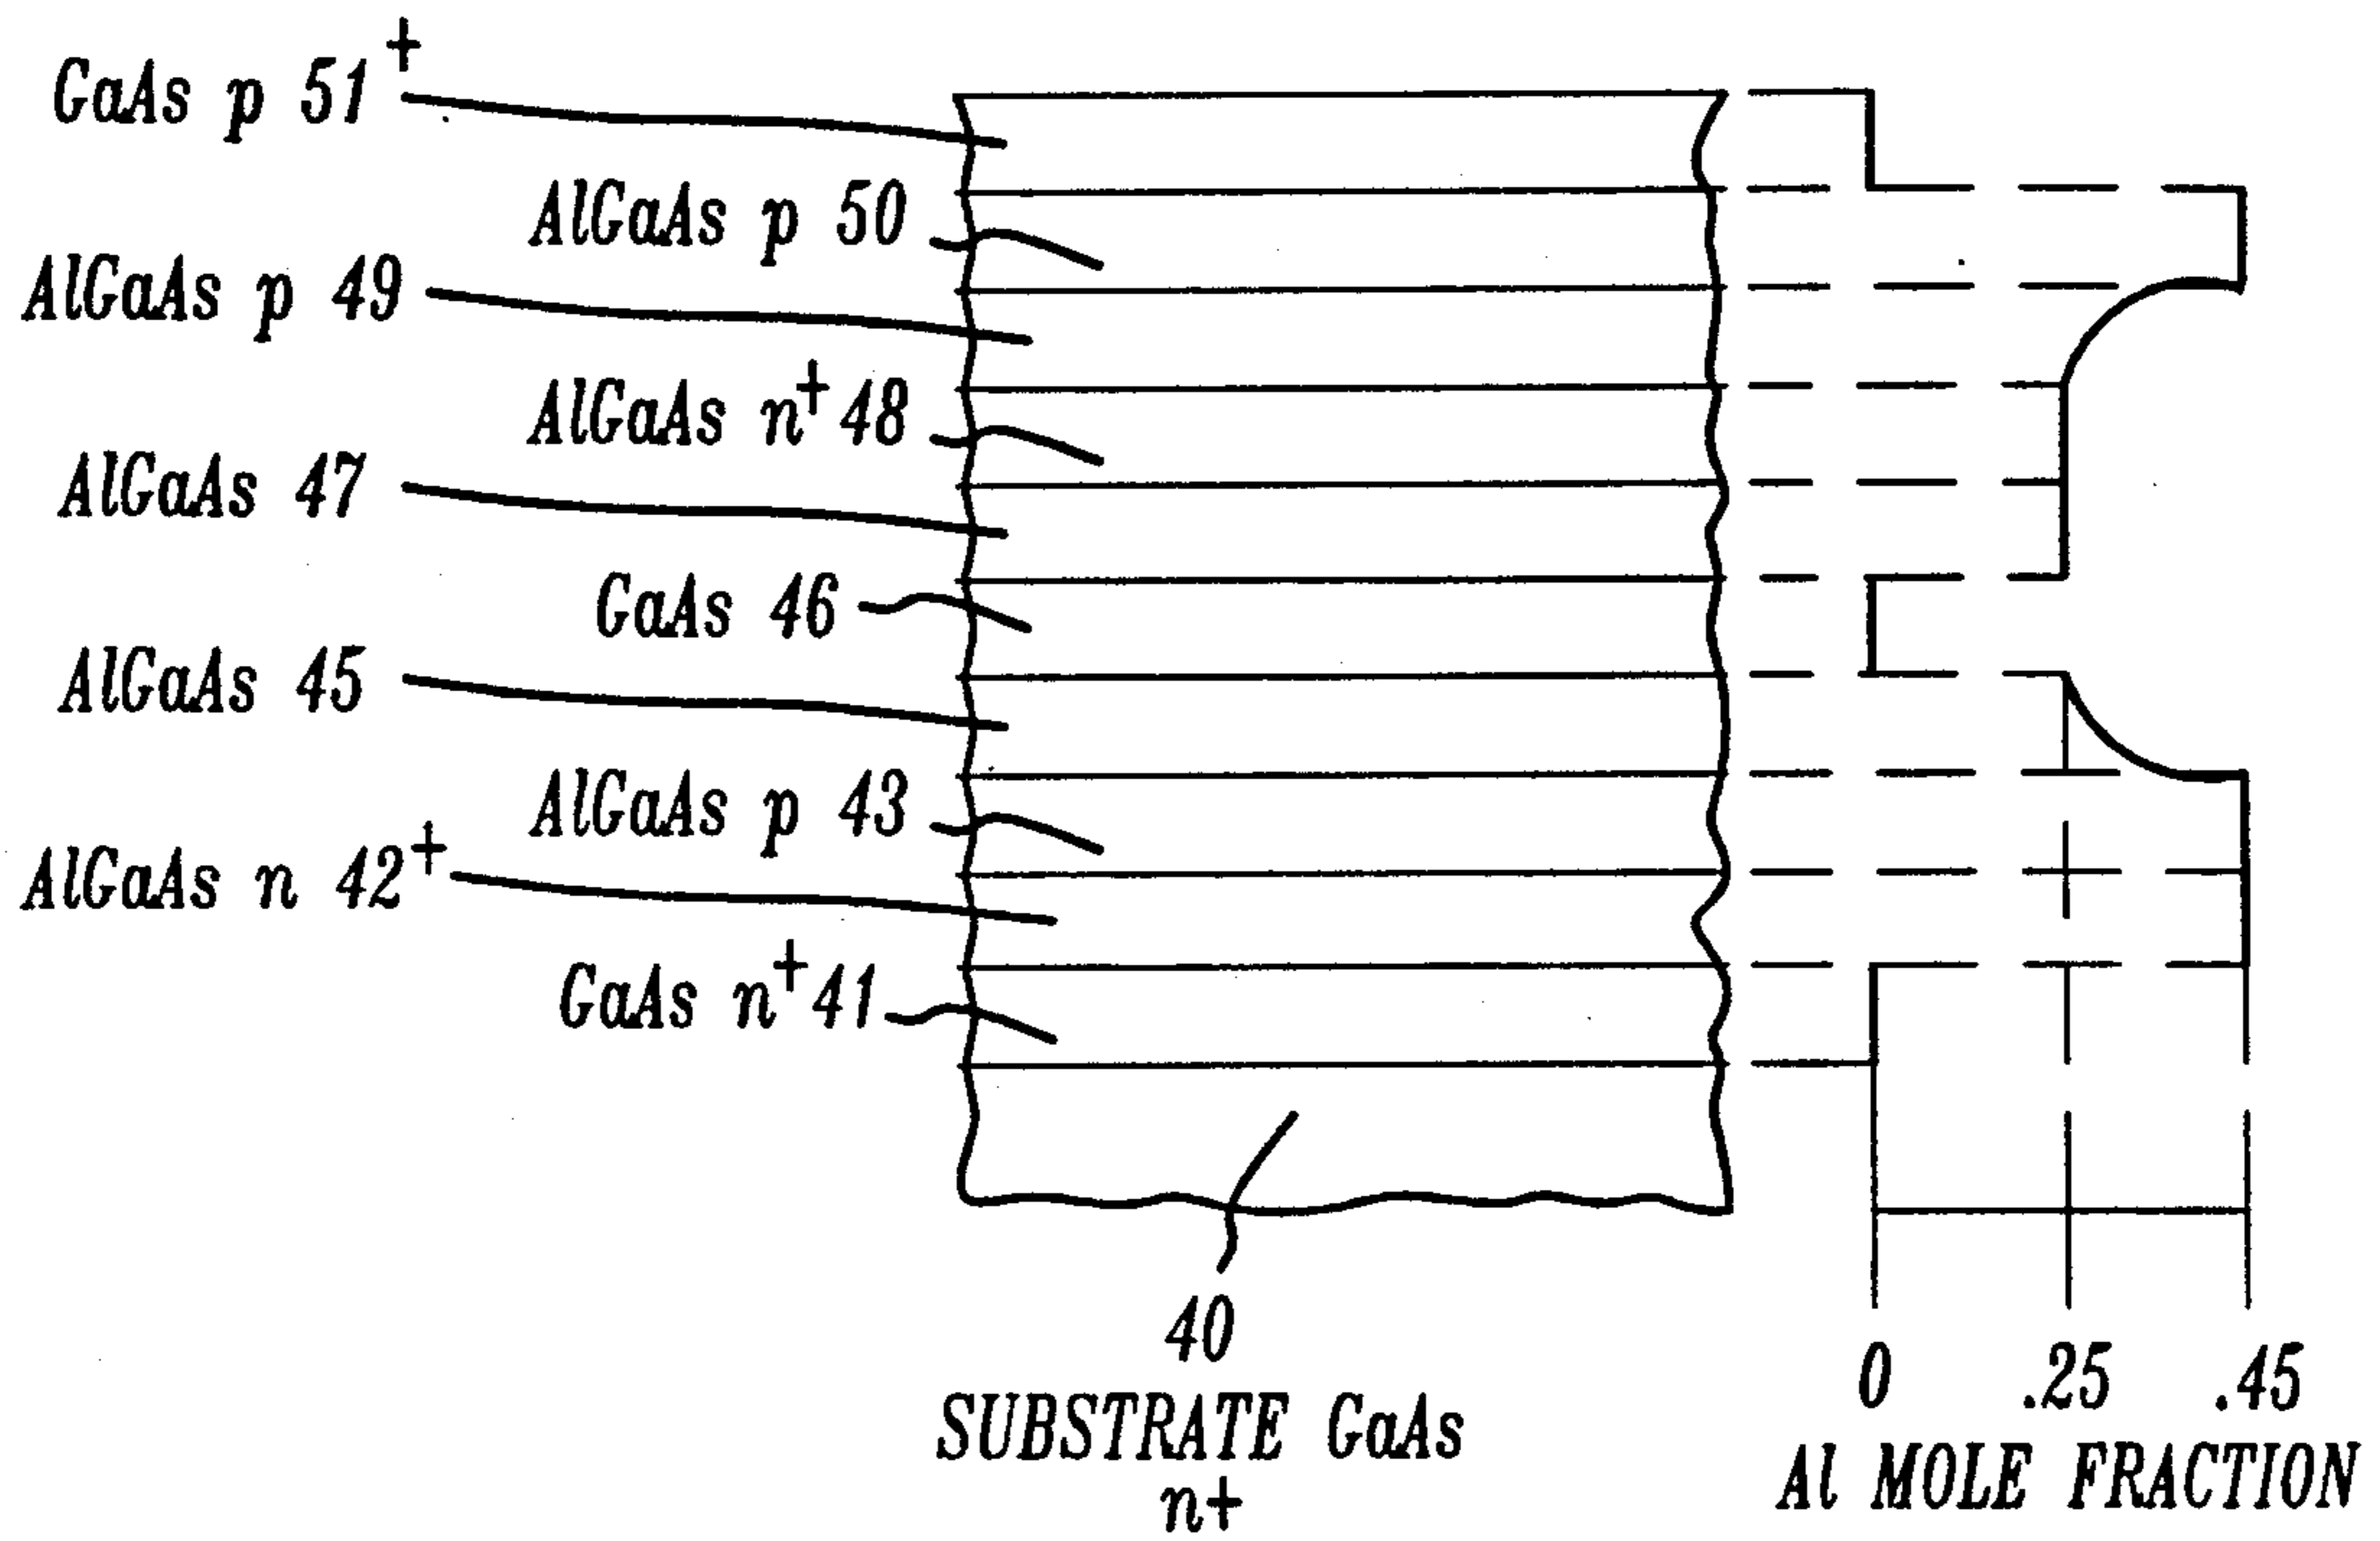 GaAs p 51+
AlGaAs p 50
AlGaAs p 49
AlGaAs n+ 48
AlGaAs 47
GaAs 46
AlGaAs 45
AlGaAs p 43
AlGaAs n 42+
GaAs n+ 41
40
SUBSTRATE GaAs
n+
0 .25 .45
Al MOLE FRACTION